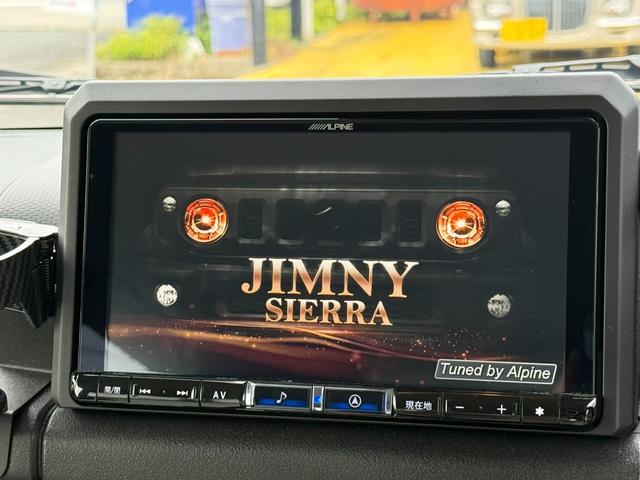 ALPINE
JIMNY
SIERRA
Tuned by Alpine
開/閉
AV
現在地